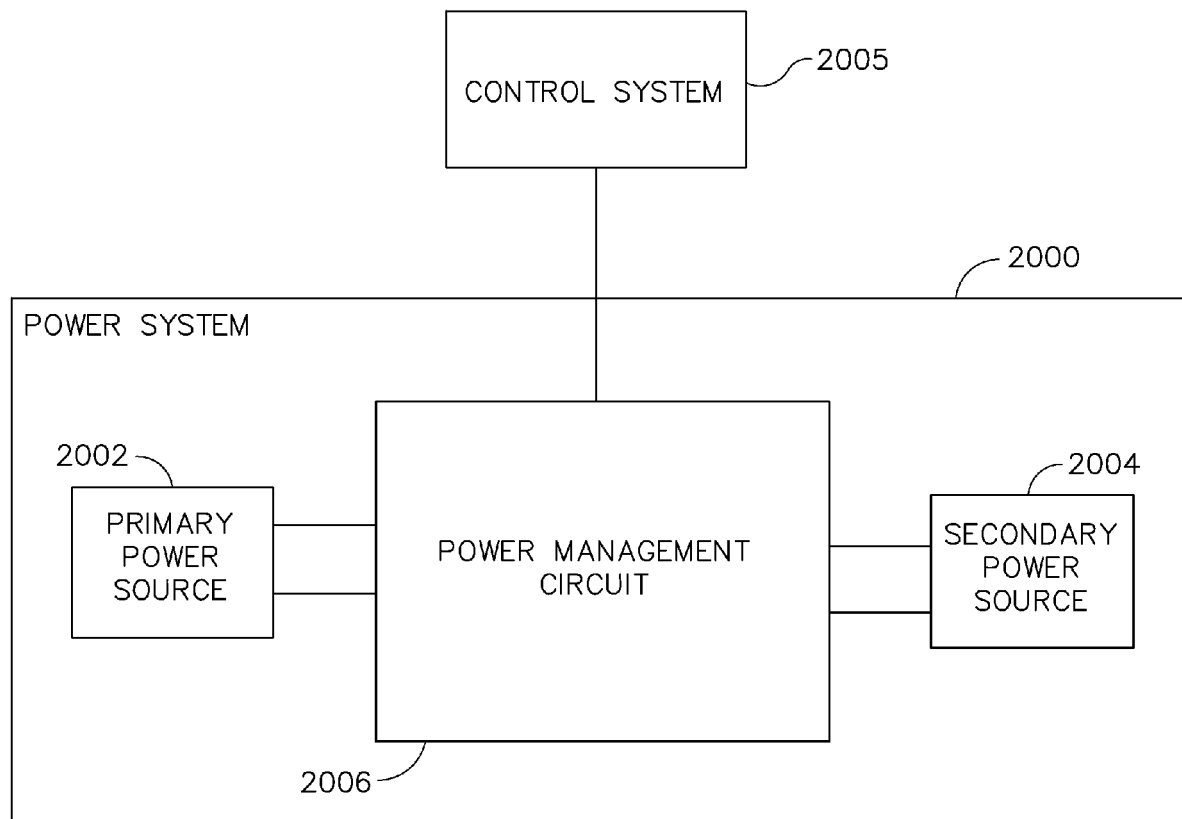 CONTROL SYSTEM
2005
2000
POWER SYSTEM
2002
PRIMARY
POWER
SOURCE
POWER MANAGEMENT
CIRCUIT
2004
SECONDARY
POWER
SOURCE
2006